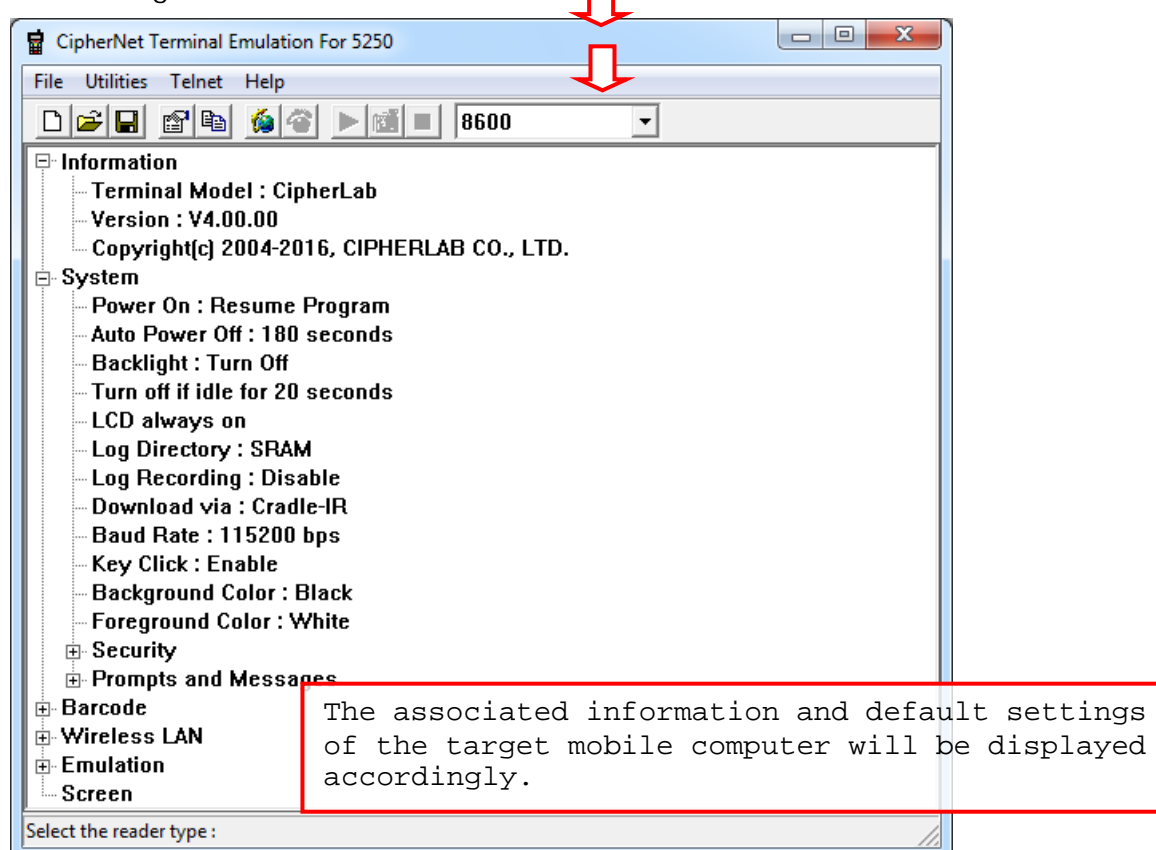 CipherNet Terminal Emulation For 5250
File Utilities Telnet Help
8600
Information
Terminal Model : CipherLab
Version : V4.00.00
Copyright(c) 2004-2016, CIPHERLAB CO., LTD.
System
Power On : Resume Program
Auto Power Off : 180 seconds
Backlight : Turn Off
Turn off if idle for 20 seconds
LCD always on
Log Directory : SRAM
Log Recording : Disable
Download via : Cradle-IR
Baud Rate : 115200 bps
Key Click : Enable
Background Color : Black
Foreground Color : White
Security
Prompts and Messages
Barcode
Wireless LAN
Emulation
Screen
The associated information and default settings
of the target mobile computer will be displayed
accordingly.
Select the reader type :